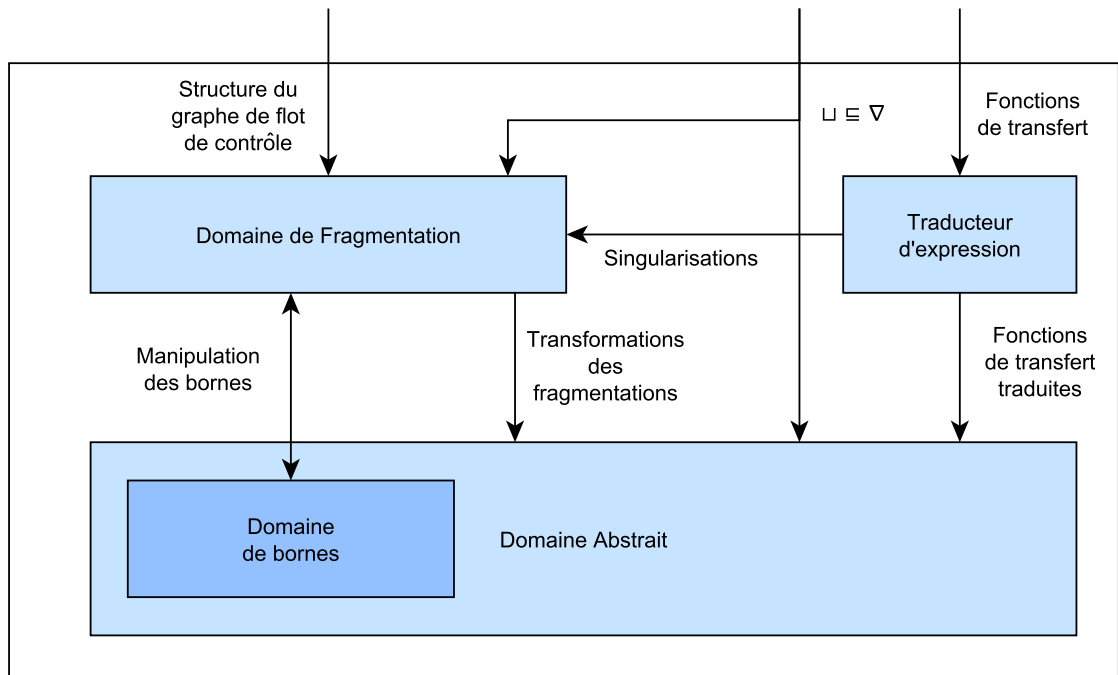 Structure du
graphe de flot
de contrôle
⊔ ⊑ ∇
Fonctions
de transfert
Domaine de Fragmentation
Traducteur
d'expression
Singularisations
Manipulation
des bornes
Transformations
des
fragmentations
Fonctions
de transfert
traduites
Domaine
de bornes
Domaine Abstrait